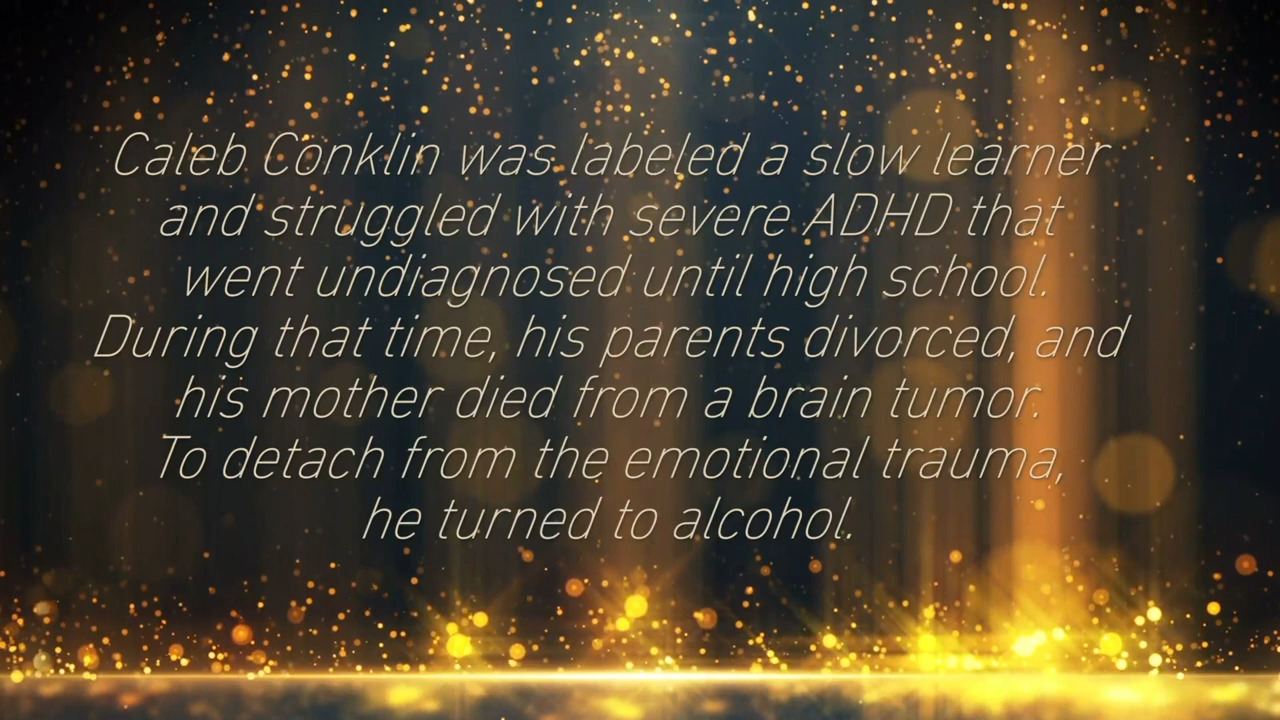 Caleb Conklin was labeled a slow learner
and struggled with severe ADHD that
went undiagnosed until high school.
During that time, his parents divorced, and
his mother died from a brain tumor.
To detach from the emotional trauma,
he turned to alcohol.